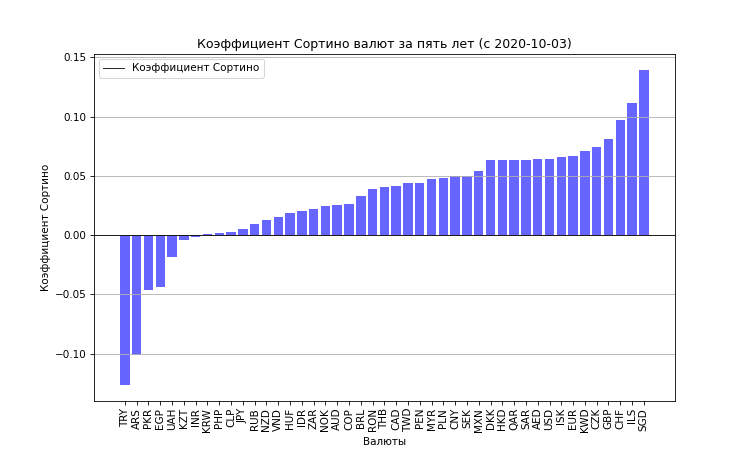 Коэффициент Сортино валют за пять лет (с 2020-10-03)
Коэффициент Сортино
0.15
0.10
0.05
0.00
−0.05
−0.10
Коэффициент Сортино
TRY ARS PKR EGP UAH KZT INR KRW PHP CLP JPY RUB NZD VND HUF IDR ZAR NOK AUD COP BRL RON THB CAD TWD PEN MYR PLN CNY SEK MXN DKK HKD QAR SAR AED USD ISK EUR KWD CZK GBP CHF ILS SGD
Валюты